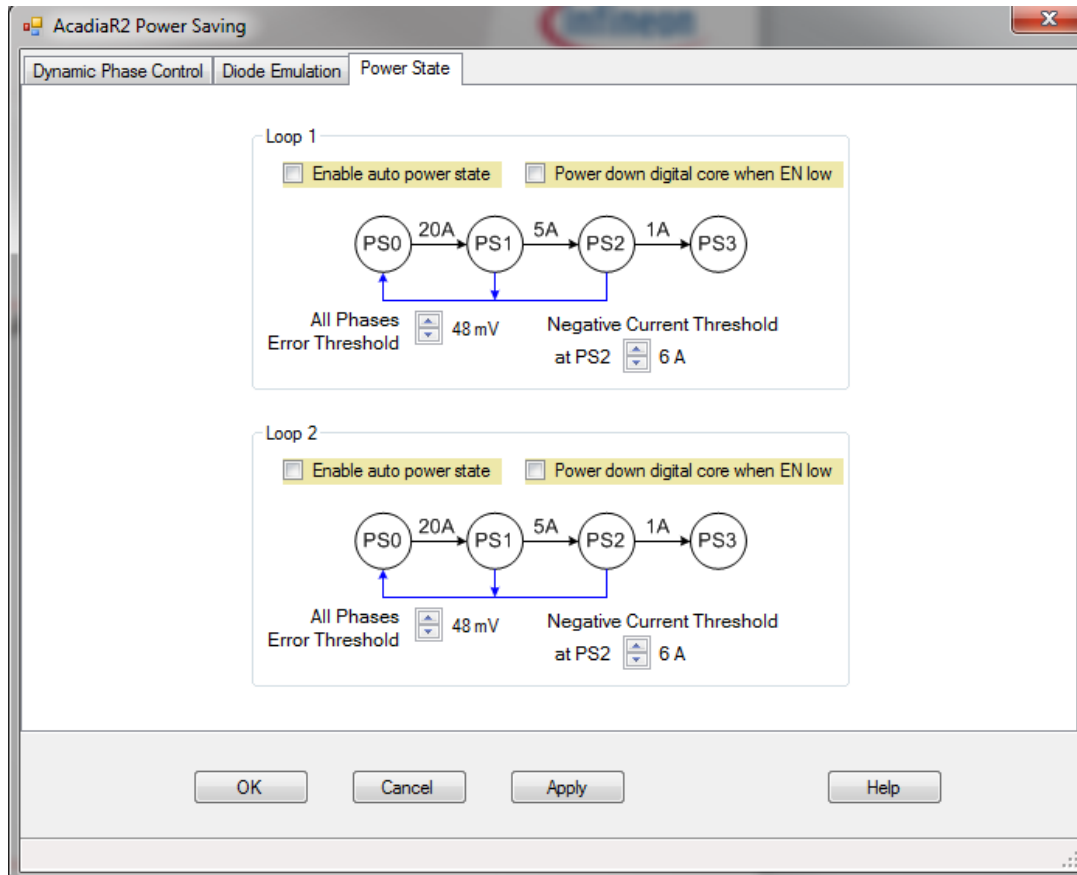 AcadiaR2 Power Saving
infineon
Dynamic Phase Control Diode Emulation Power State
Loop 1
Enable auto power state Power down digital core when EN low
20A 5A 1A
PS0 PS1 PS2 PS3
All Phases
Error Threshold
48 mV
Negative Current Threshold
at PS2 6 A
Loop 2
Enable auto power state Power down digital core when EN low
20A 5A 1A
PS0 PS1 PS2 PS3
All Phases
Error Threshold
48 mV
Negative Current Threshold
at PS2 6 A
OK Cancel Apply Help